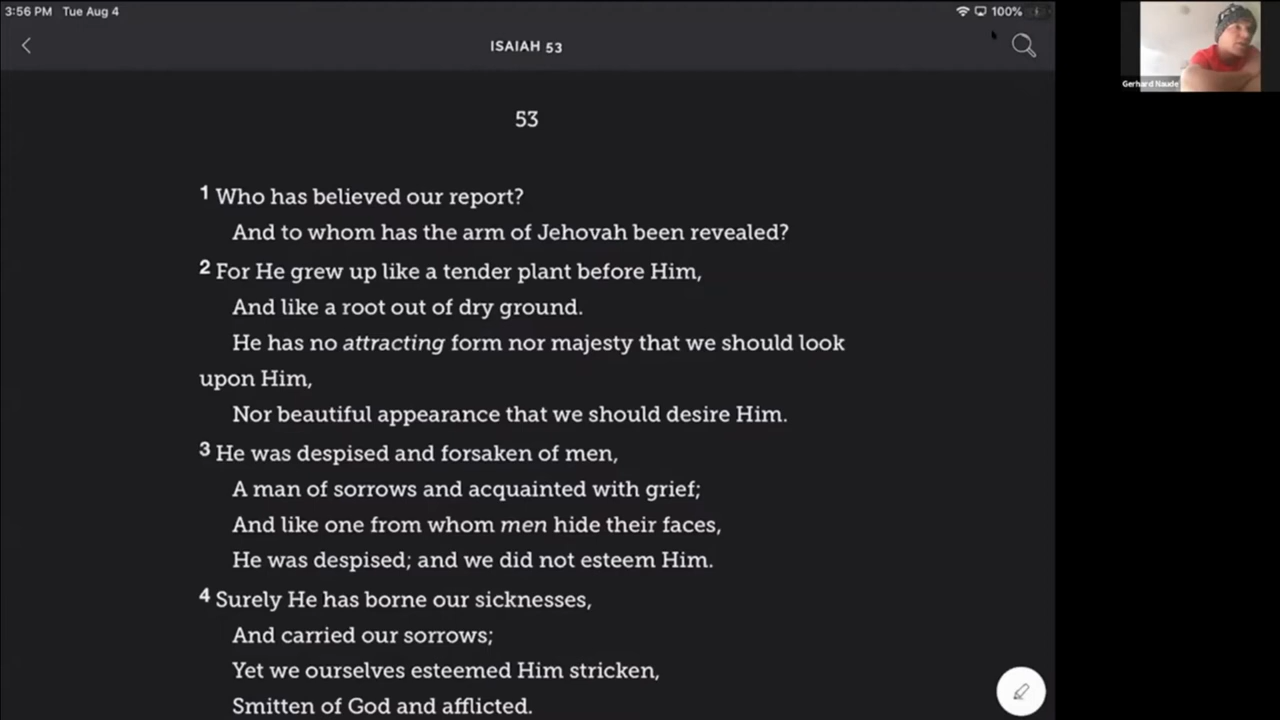 3:56 PM Tue Aug 4
100%
ISAIAH 53
Gerhard Naude
53
1 Who has believed our report?
And to whom has the arm of Jehovah been revealed?
2 For He grew up like a tender plant before Him,
And like a root out of dry ground.
He has no attracting form nor majesty that we should look
upon Him,
Nor beautiful appearance that we should desire Him.
3 He was despised and forsaken of men,
A man of sorrows and acquainted with grief;
And like one from whom men hide their faces,
He was despised; and we did not esteem Him.
4 Surely He has borne our sicknesses,
And carried our sorrows;
Yet we ourselves esteemed Him stricken,
Smitten of God and afflicted.